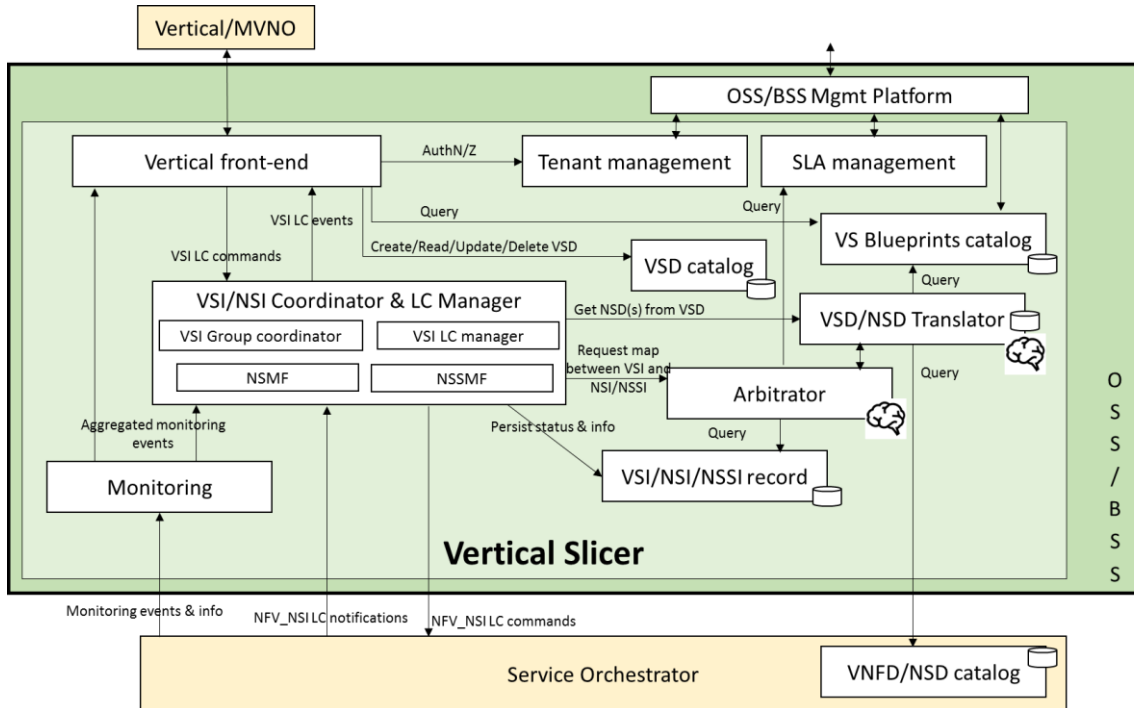 Vertical/MVNO
OSS/BSS Mgmt Platform
Vertical front-end
AuthN/Z
Tenant management
SLA management
VSI LC events
Query
Query
VS Blueprints catalog
VSI LC commands
Create/Read/Update/Delete VSD
VSD catalog
Query
VSI/NSI Coordinator & LC Manager
Get NSD(s) from VSD
VSD/NSD Translator
VSI Group coordinator
VSI LC manager
Request map
between VSI and
NSI/NSSI
NSMF
NSSMF
Query
Arbitrator
Aggregated monitoring
events
Persist status & info
Query
Monitoring
VSI/NSI/NSSI record
Vertical Slicer
O
S
S
/
B
S
S
Monitoring events & info
NFV_NSI LC notifications
NFV_NSI LC commands
Service Orchestrator
VNFD/NSD catalog